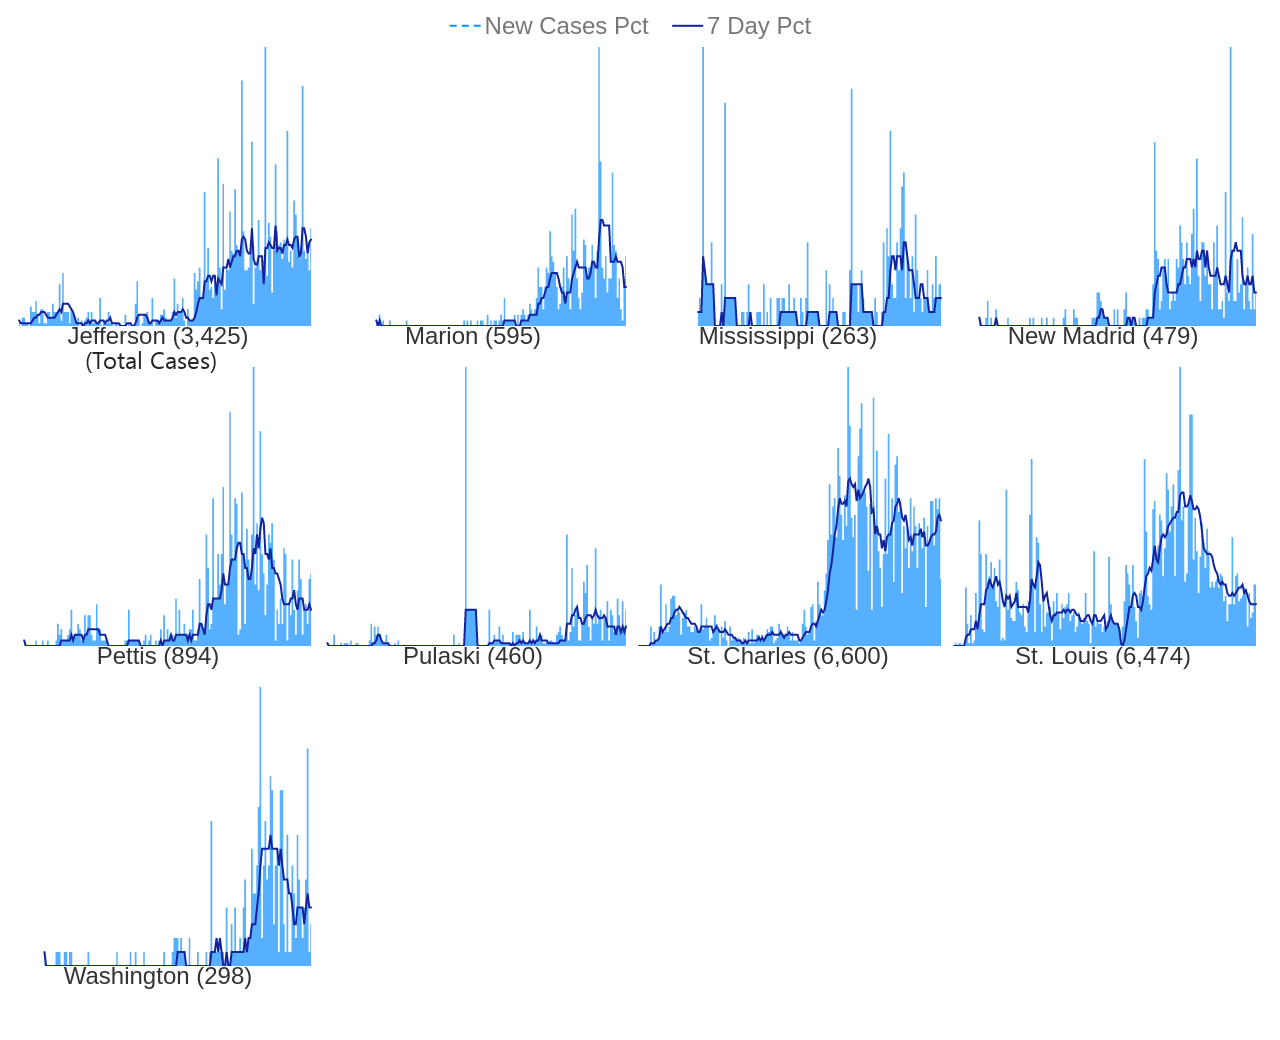 New Cases Pct 7 Day Pct
Jefferson (3,425) Marion (595) Mississippi (263) New Madrid (479)
(Total Cases)
Pettis (894) Pulaski (460) St. Charles (6,600) St. Louis (6,474)
Washington (298)